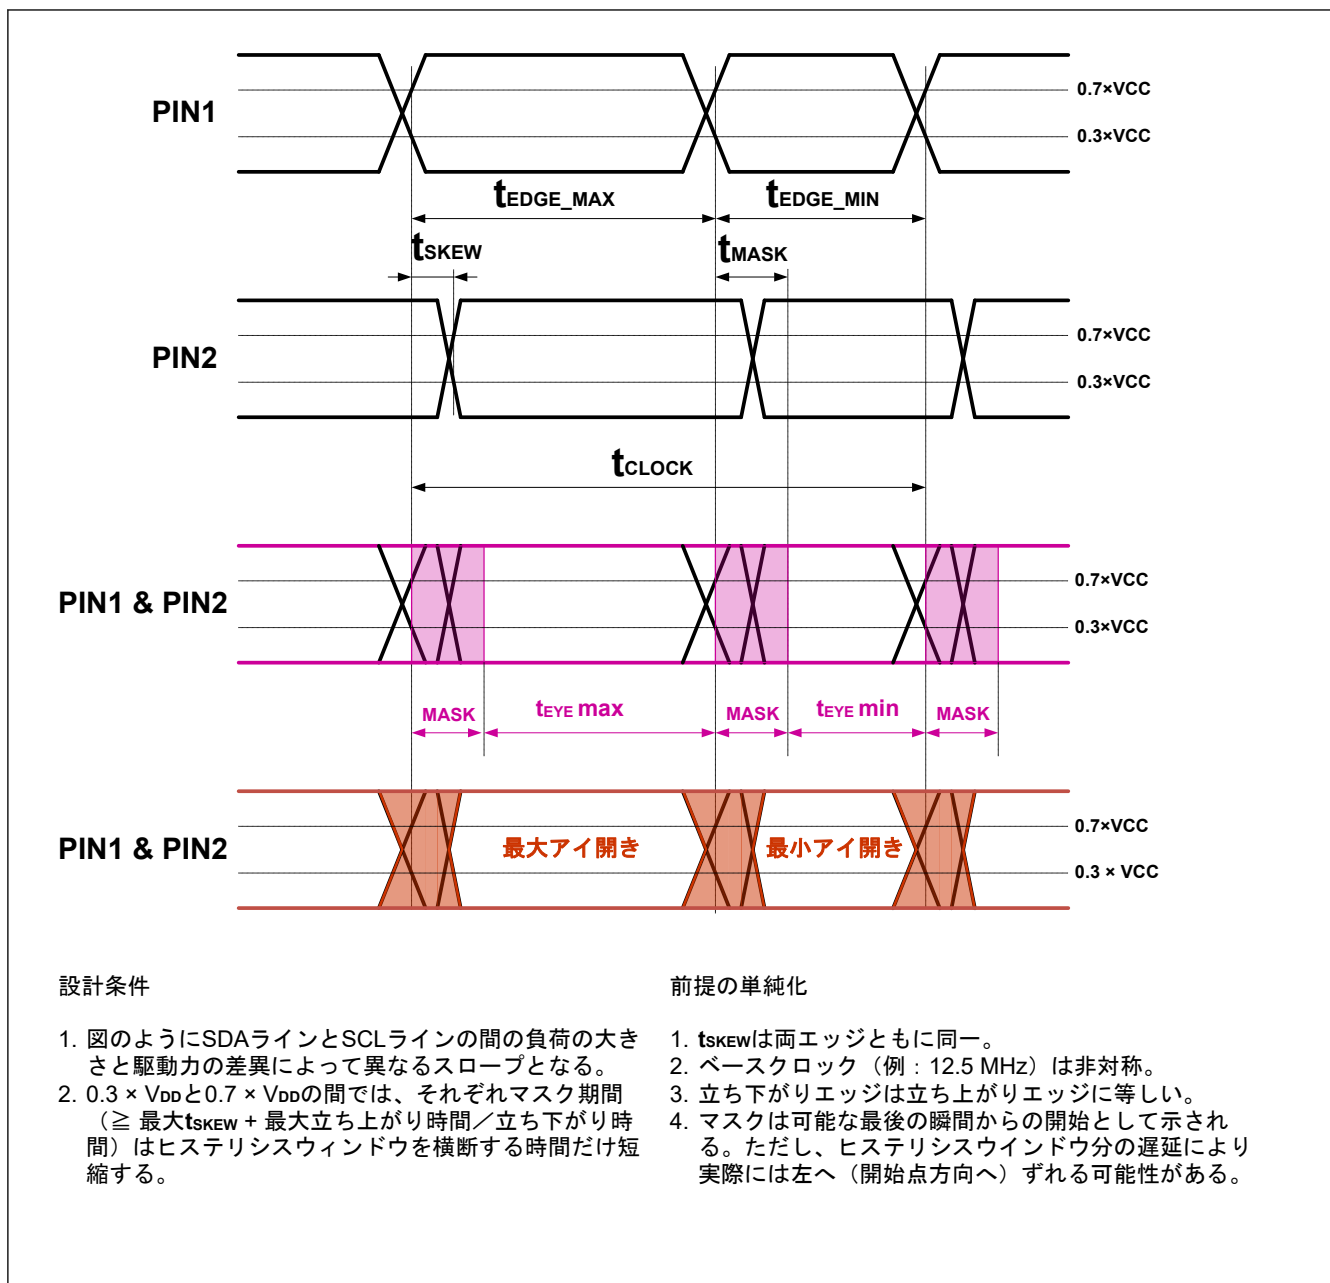 PIN1
0.7×VCC
0.3×VCC
tEDGE_MAX
tEDGE_MIN
tSKEW
tMASK
PIN2
0.7×VCC
0.3×VCC
tCLOCK
PIN1 & PIN2
0.7×VCC
0.3×VCC
MASK
tEYE max
MASK
tEYE min
MASK
PIN1 & PIN2
最大アイ開き
最小アイ開き
0.7×VCC
0.3 × VCC
設計条件
1. 図のようにSDAラインとSCLラインの間の負荷の大き
さと駆動力の差異によって異なるスロープとなる。
2. 0.3 × VDDと0.7 × VDDの間では、それぞれマスク期間
（≧ 最大tSKEW + 最大立ち上がり時間／立ち下がり時
間）はヒステリシスウィンドウを横断する時間だけ短
縮する。
前提の単純化
1. tSKEWは両エッジともに同一。
2. ベースクロック（例：12.5 MHz）は非対称。
3. 立ち下がりエッジは立ち上がりエッジに等しい。
4. マスクは可能な最後の瞬間からの開始として示され
る。ただし、ヒステリシスウインドウ分の遅延により
実際には左へ（開始点方向へ）ずれる可能性がある。